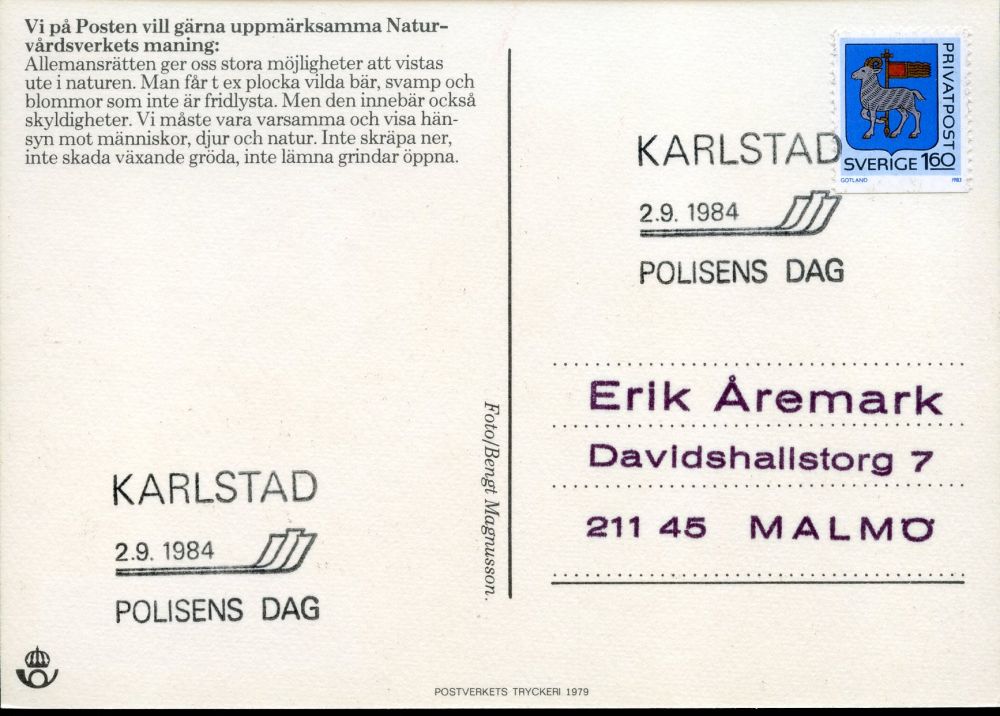 Vi på Posten vill gärna uppmärksamma Natur-
vårdsverkets maning:
Allemansrätten ger oss stora möjligheter att vistas
ute i naturen. Man får t ex plocka vilda bär, svamp och
blommor som inte är fridlysta. Men den innebär också
skyldigheter. Vi måste vara varsamma och visa hän-
syn mot människor, djur och natur. Inte skräpa ner,
inte skada växande gröda, inte lämna grindar öppna.
PRIVATPOST
SVERIGE 1.60
GOTLAND 1983
KARLSTAD
2.9. 1984
POLISENS DAG
Erik Åremark
Davidshallstorg 7
211 45 MALMÖ
Foto/Bengt Magnusson.
KARLSTAD
2.9. 1984
POLISENS DAG
POSTVERKETS TRYCKERI 1979